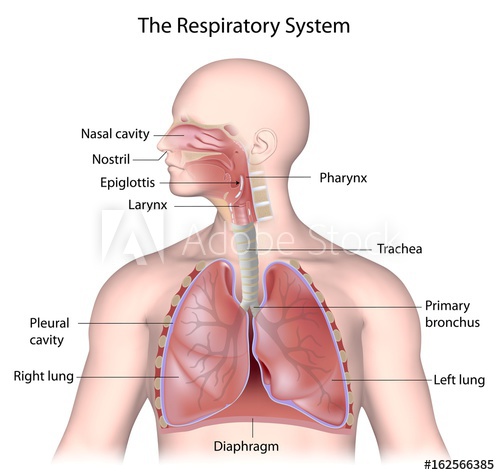 The Respiratory System
Nasal cavity
Nostril
Epiglottis
Pharynx
Larynx
Trachea
Primary
bronchus
Pleural
cavity
Right lung
Left lung
Diaphragm
Adobe Stock
#162566385